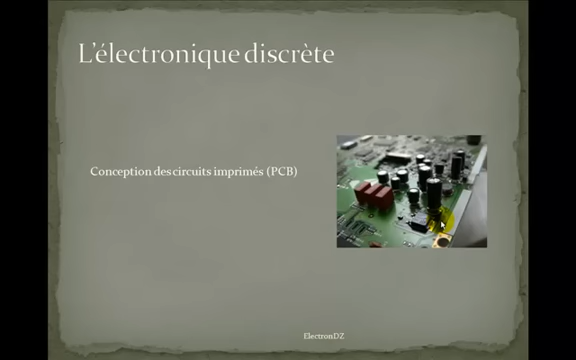 L'électronique discrète
Conception des circuits imprimés (PCB)
ElectronDZ